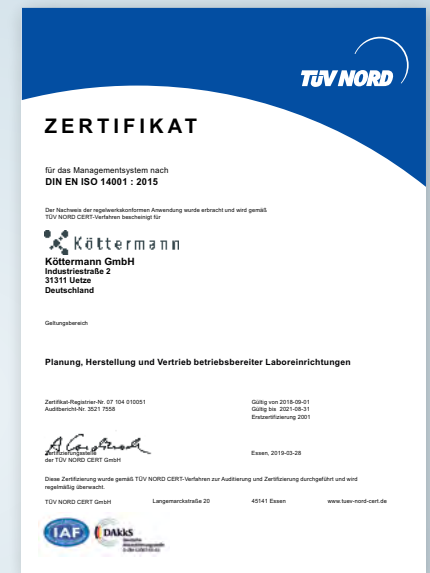 TÜV NORD
ZERTIFIKAT
für das Managementsystem nach
DIN EN ISO 14001 : 2015
Der Nachweis der regelwerkskonformen Anwendung wurde erbracht und wird gemäß
TÜV NORD CERT-Verfahren bescheinigt für
Köttermann
Köttermann GmbH
Industriestraße 2
31311 Uetze
Deutschland
Geltungsbereich
Planung, Herstellung und Vertrieb betriebsbereiter Laboreinrichtungen
Zertifikat-Registrier-Nr. 07 104 010051
Auditbericht-Nr. 3521 7558
Gültig von 2018-09-01
Gültig bis 2021-08-31
Erstzertifizierung 2001
Zertifizierungsstelle
der TÜV NORD CERT GmbH
Essen, 2019-03-28
Diese Zertifizierung wurde gemäß TÜV NORD CERT-Verfahren zur Auditierung und Zertifizierung durchgeführt und wird
regelmäßig überwacht.
TÜV NORD CERT GmbH Langemarckstraße 20 45141 Essen www.tuev-nord-cert.de
IAF
DAkkS